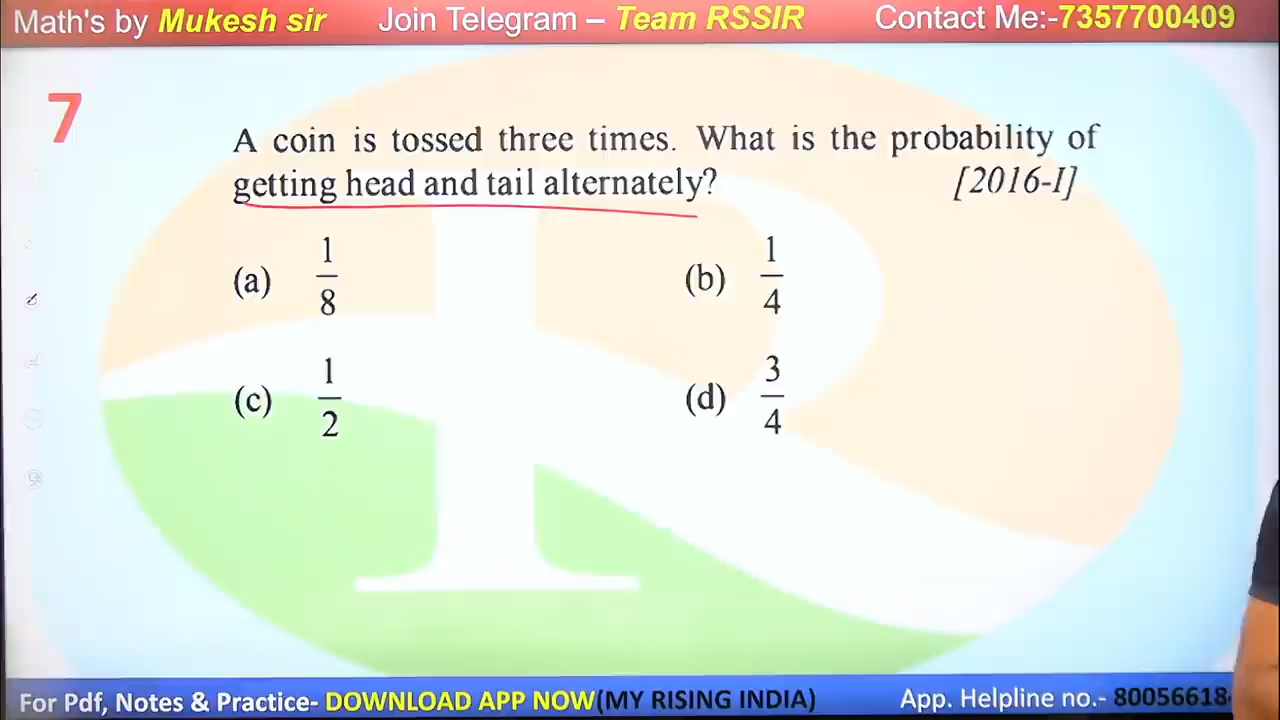 Math's by Mukesh sir Join Telegram – Team RSSIR Contact Me:-7357700409
7
A coin is tossed three times. What is the probability of
getting head and tail alternately? [2016-I]
(a) 1/8 (b) 1/4
(c) 1/2 (d) 3/4
For Pdf, Notes & Practice- DOWNLOAD APP NOW(MY RISING INDIA) App. Helpline no.- 80056618